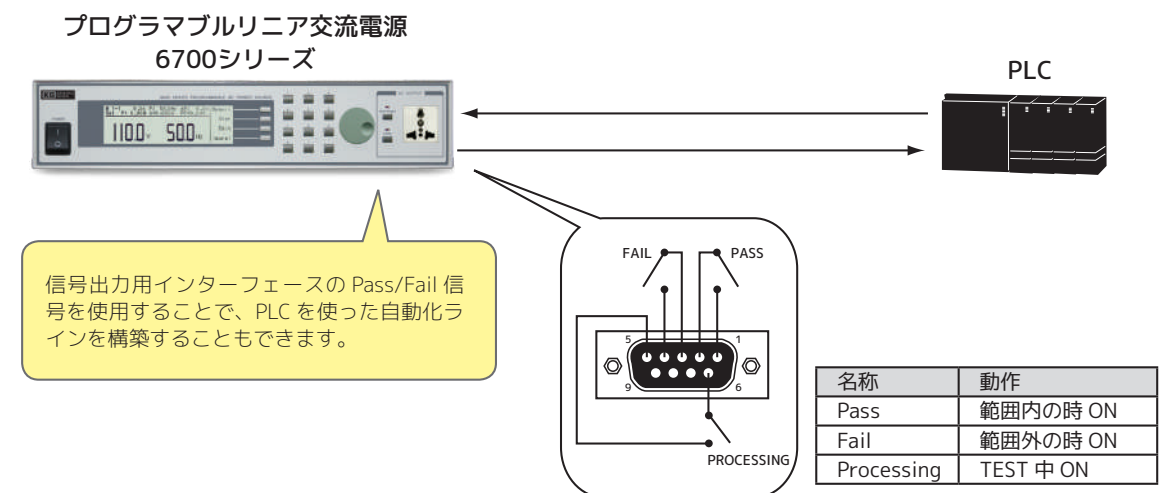 プログラマブルリニア交流電源
6700シリーズ
PLC
110.0 v 50.0 Hz
信号出力用インターフェースの Pass/Fail 信
号を使用することで、PLC を使った自動化ラ
インを構築することもできます。
FAIL PASS
5 1
9 6
PROCESSING
名称 動作
Pass 範囲内の時 ON
Fail 範囲外の時 ON
Processing TEST 中 ON